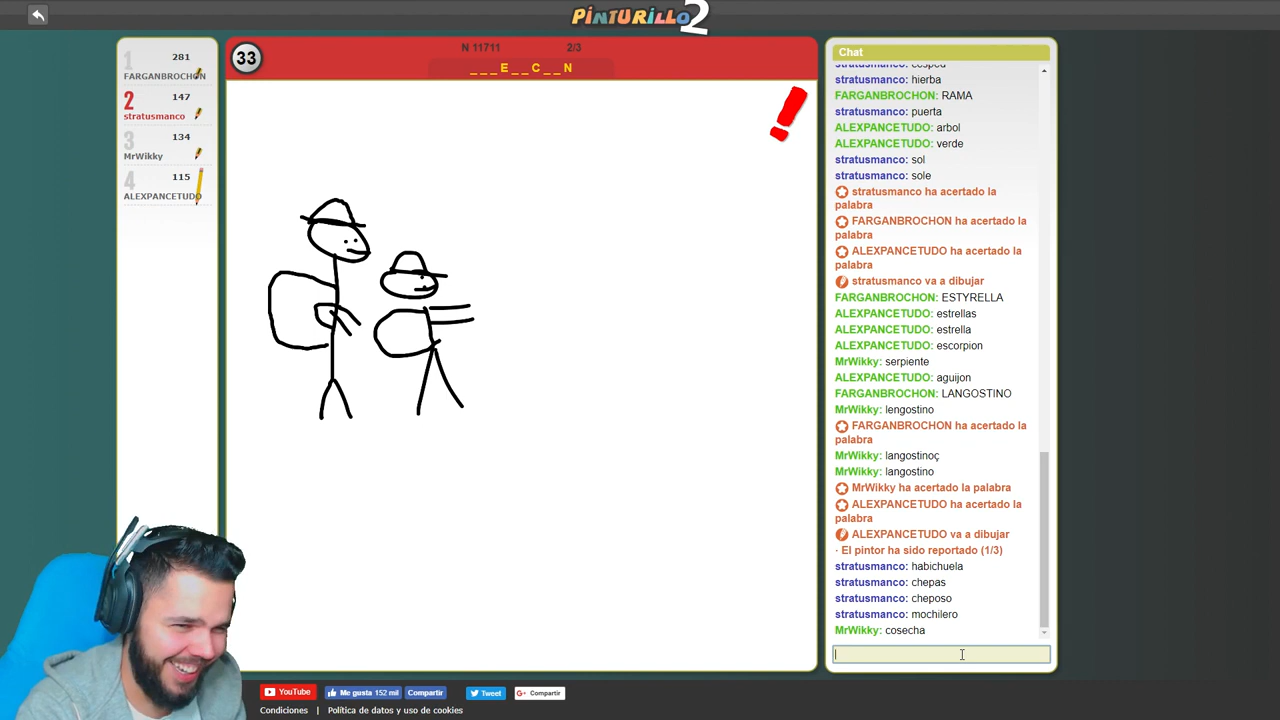 PINTURILLO 2
1 281
FARGANBROCHON
2 147
stratusmanco
3 134
MrWikky
4 115
ALEXPANCETUDO
33
N 11711 2/3
_ _ _ E _ _ C _ _ N
!
Chat
stratusmanco: cesped
stratusmanco: hierba
FARGANBROCHON: RAMA
stratusmanco: puerta
ALEXPANCETUDO: arbol
ALEXPANCETUDO: verde
stratusmanco: sol
stratusmanco: sole
stratusmanco ha acertado la
palabra
FARGANBROCHON ha acertado la
palabra
ALEXPANCETUDO ha acertado la
palabra
stratusmanco va a dibujar
FARGANBROCHON: ESTYRELLA
ALEXPANCETUDO: estrellas
ALEXPANCETUDO: estrella
ALEXPANCETUDO: escorpion
MrWikky: serpiente
ALEXPANCETUDO: aguijon
FARGANBROCHON: LANGOSTINO
MrWikky: lengostino
FARGANBROCHON ha acertado la
palabra
MrWikky: langostinoç
MrWikky: langostino
MrWikky ha acertado la palabra
ALEXPANCETUDO ha acertado la
palabra
ALEXPANCETUDO va a dibujar
· El pintor ha sido reportado (1/3)
stratusmanco: habichuela
stratusmanco: chepas
stratusmanco: cheposo
stratusmanco: mochilero
MrWikky: cosecha
YouTube Me gusta 152 mil Compartir Tweet G+ Compartir
Condiciones | Política de datos y uso de cookies